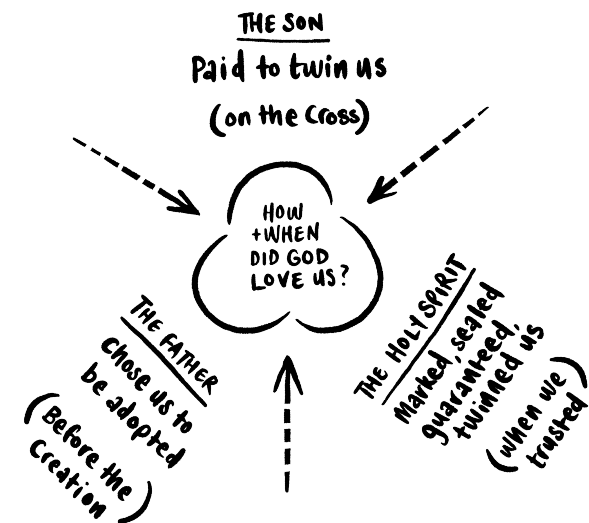 THE SON
Paid to twin us
(on the Cross)
HOW
+WHEN
DID GOD
LOVE US?
THE FATHER
chose us to
be adopted
(Before the
Creation)
THE HOLY SPIRIT
Marked, sealed
guaranteed,
twinned us
(when we
trusted)